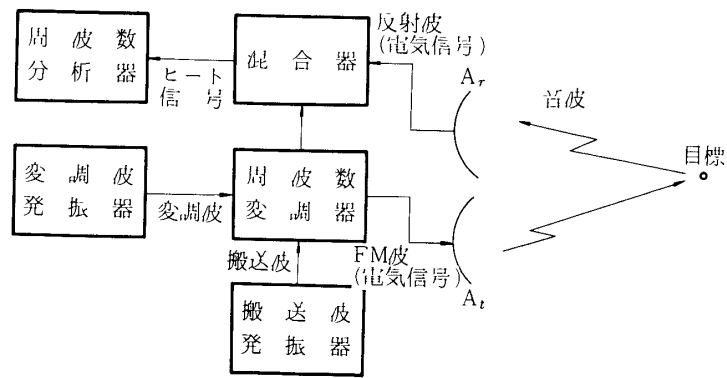 周波数
分析器
ヒート
信号
混合器
反射波
(電気信号)
Ar
音波
目標
変調波
発振器
変調波
周波数
変調器
FM波
(電気信号)
At
搬送波
搬送波
発振器